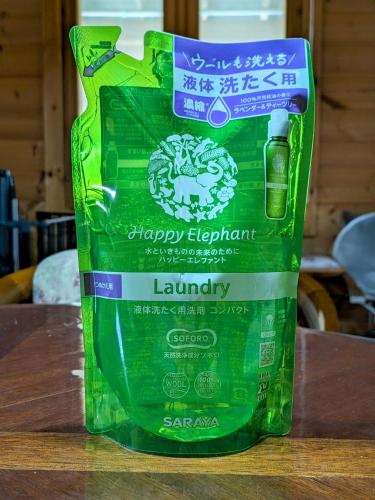 ウールも洗える
液体 洗たく用
濃縮
100%天然精油の香り
ラベンダー&ティーツリー
Happy Elephant
水といきものの未来のために
ハッピーエレファント
つめかえ用
Laundry
液体洗たく用洗剤 コンパクト
SOFORO
天然洗浄成分ソホロ
WOOL
100%
SARAYA